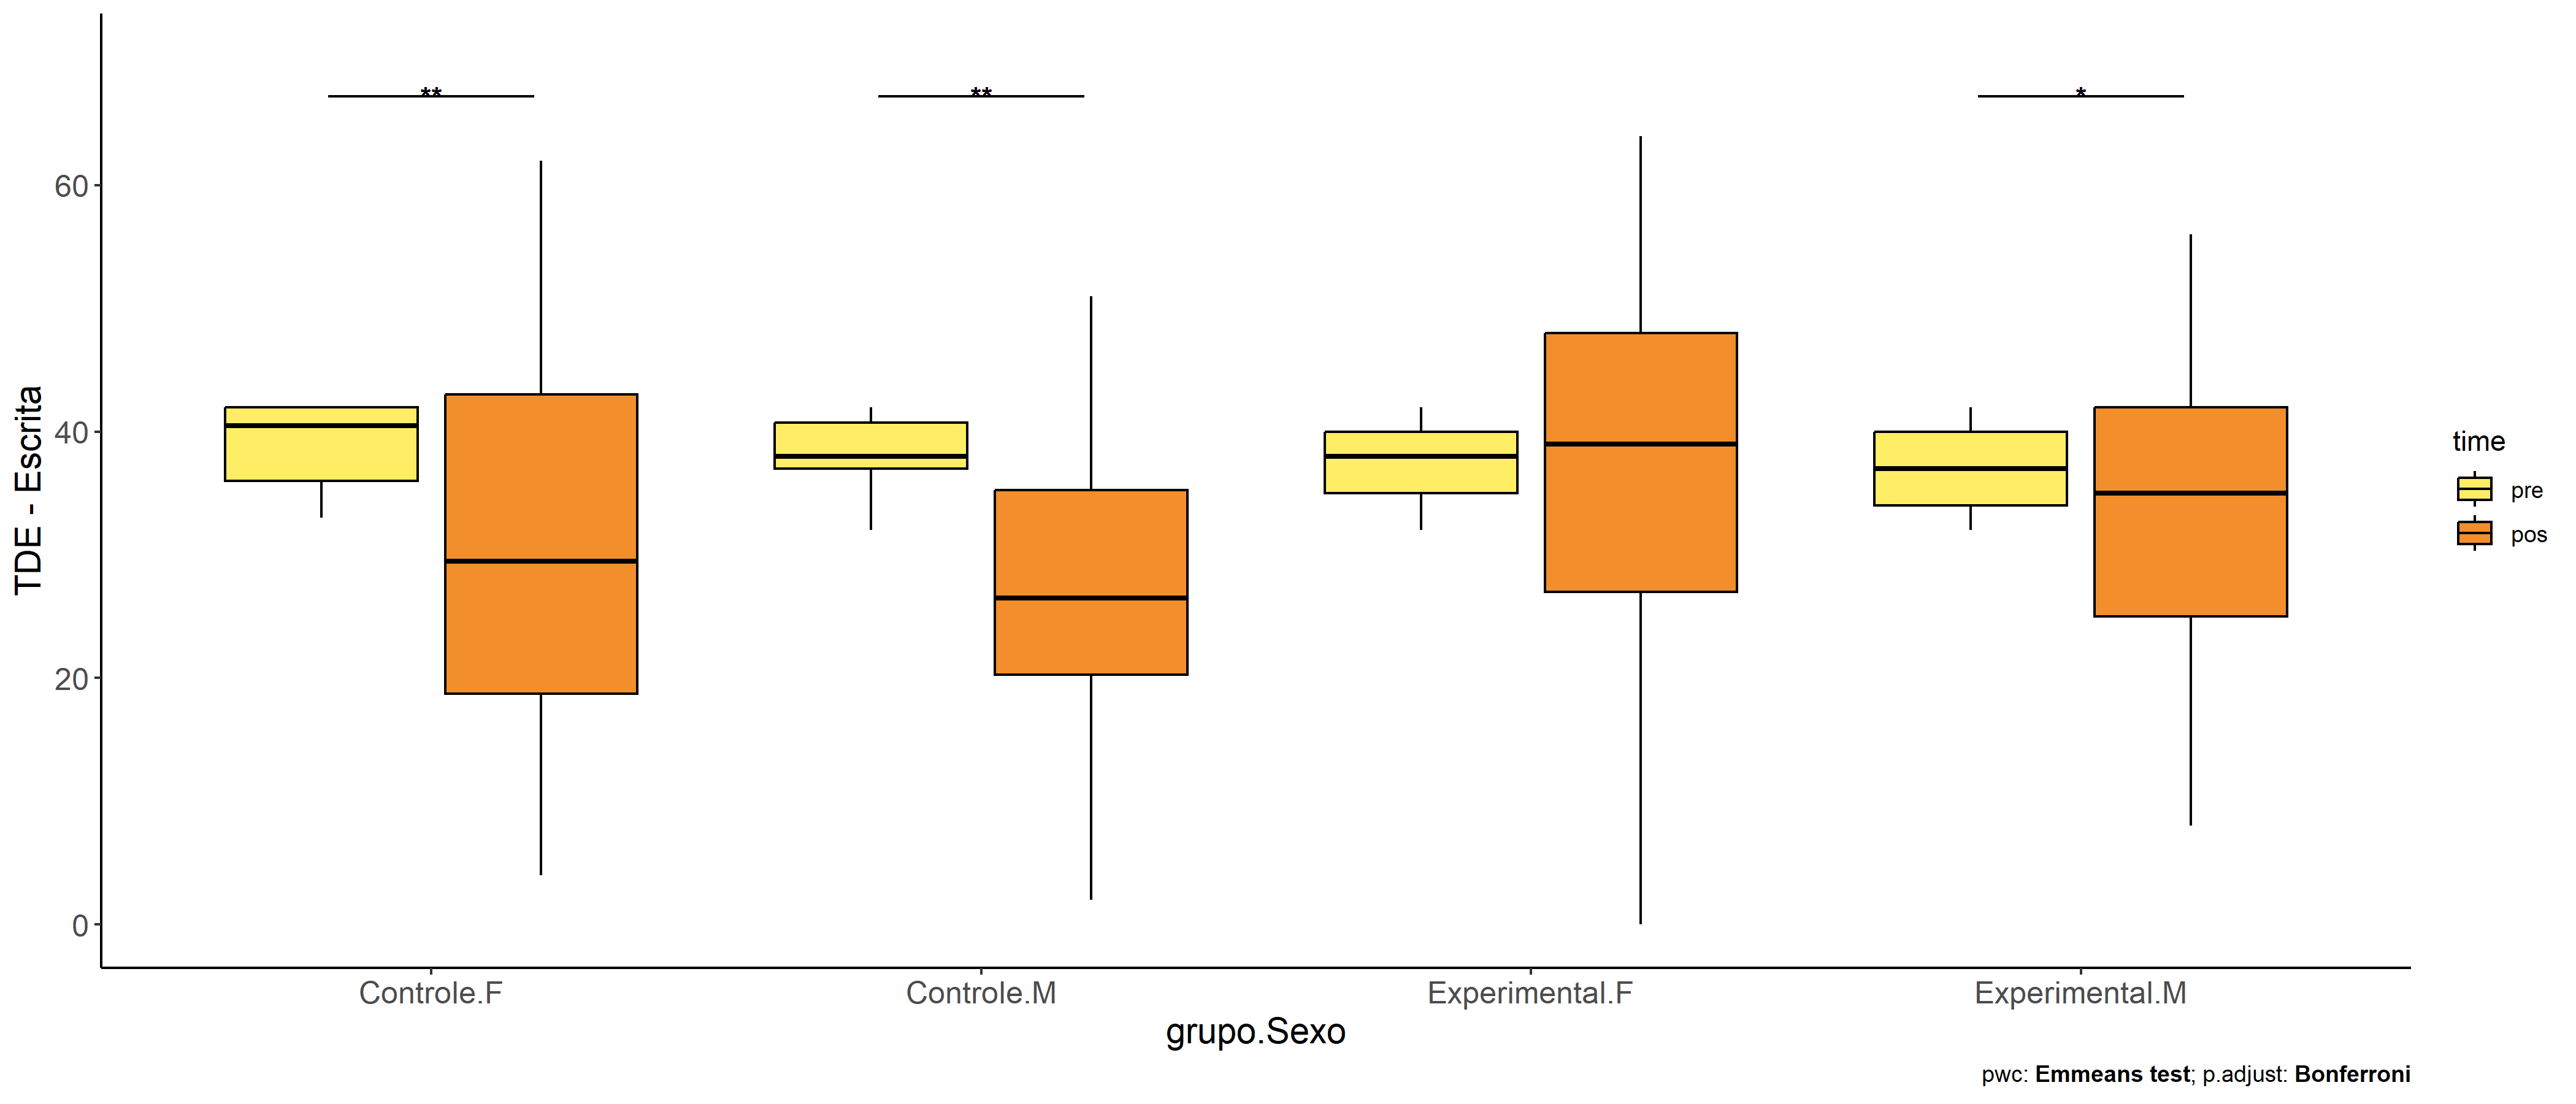 **
**
*
60
40
20
0
TDE - Escrita
Controle.F
Controle.M
Experimental.F
Experimental.M
grupo.Sexo
time
pre
pos
pwc: Emmeans test; p.adjust: Bonferroni